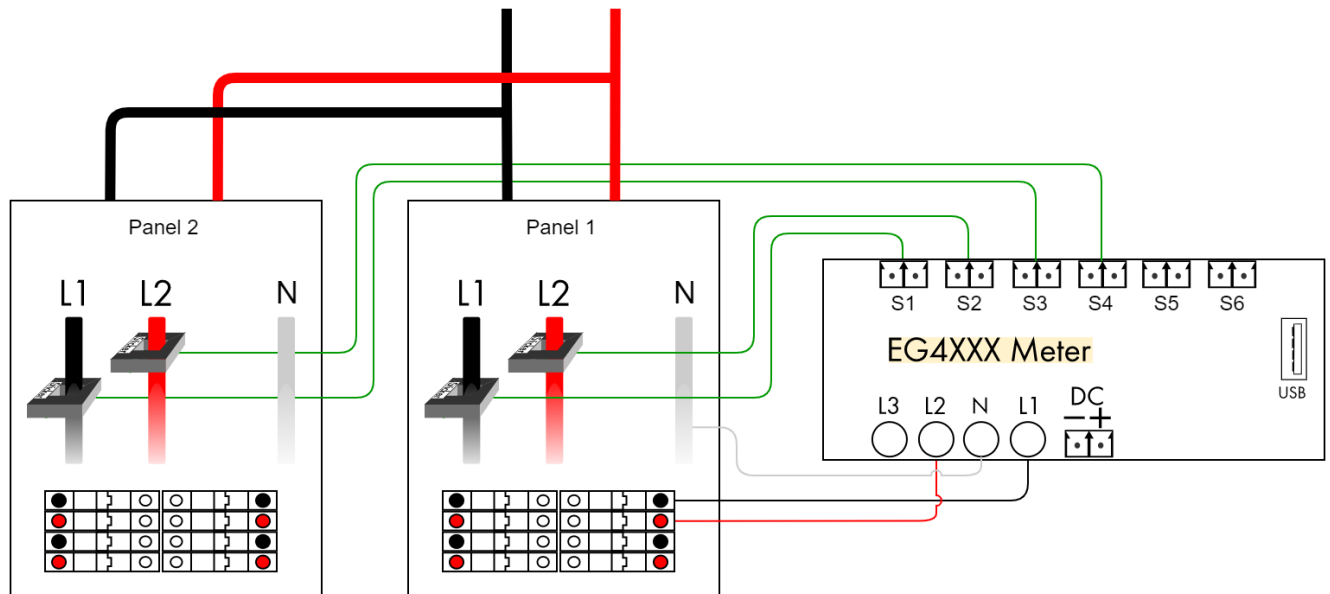 Panel 2
Panel 1
L1
L2
N
L1
L2
N
S1
S2
S3
S4
S5
S6
EG4XXX Meter
USB
L3
L2
N
L1
DC
− +